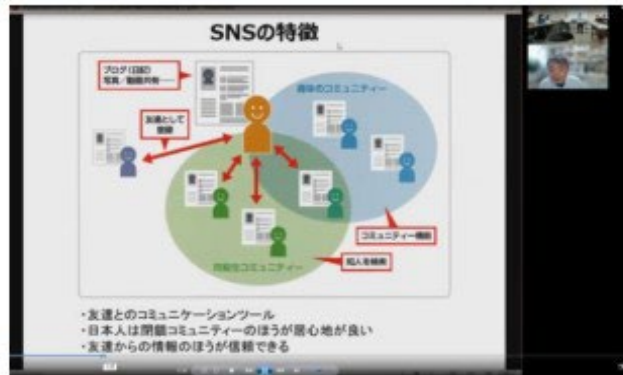 SNSの特徴
ブログ(日記)
写真/動画共有……
友達として
登録
趣味のコミュニティー
コミュニティー機能
知人を検索
同級生コミュニティー
・友達とのコミュニケーションツール
・日本人は閉鎖コミュニティーのほうが居心地が良い
・友達からの情報のほうが信頼できる